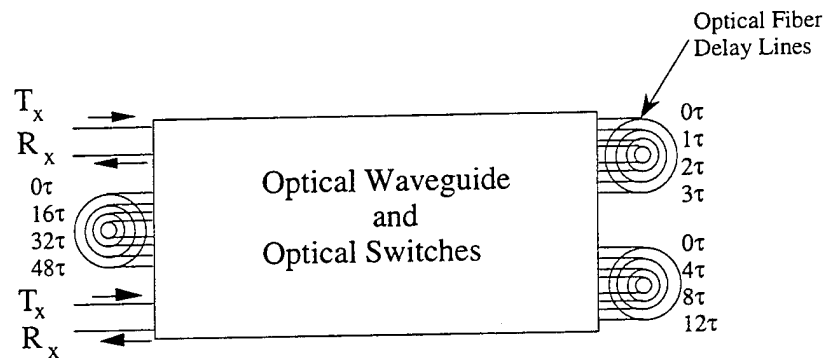 Optical Fiber
Delay Lines
Tx
Rx
0τ
16τ
32τ
48τ
Tx
Rx
Optical Waveguide
and
Optical Switches
0τ
1τ
2τ
3τ
0τ
4τ
8τ
12τ